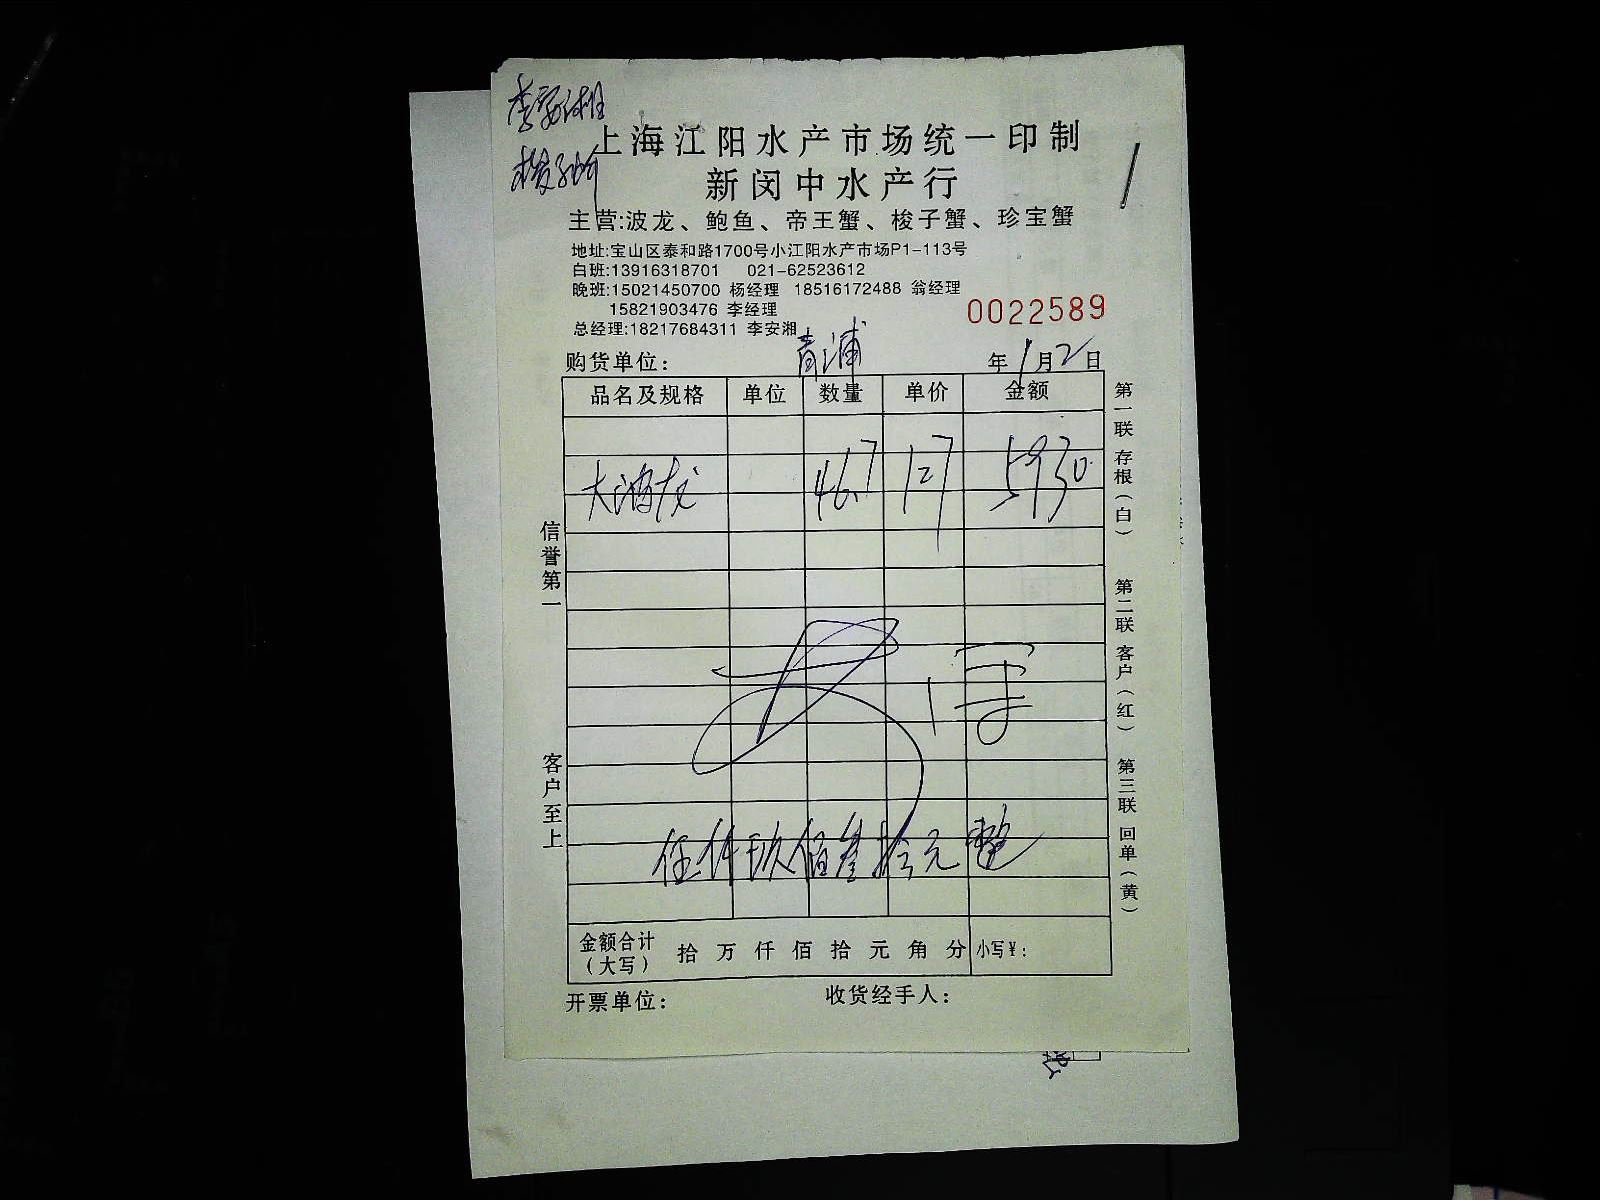 上海江阳水产市场统一印制
新闵中水产行
主营:波龙、鲍鱼、帝王蟹、梭子蟹、珍宝蟹
地址:宝山区泰和路1700号小江阳水产市场P1-113号
白班:13916318701 021-62523612
晚班:15021450700 杨经理 18516172488 翁经理
15821903476 李经理
0022589
总经理:18217684311 李安湘
购货单位: 青浦 年1月2日
品名及规格 单位 数量 单价 金额
大 龙 46.7 127 5930
伍仟玖佰叁拾元整
金额合计(大写) 拾 万 仟 佰 拾 元 角 分 小写¥:
开票单位: 收货经手人:
信誉第一 客户至上
第一联 存根(白) 第二联 客户(红) 第三联 回单(黄)